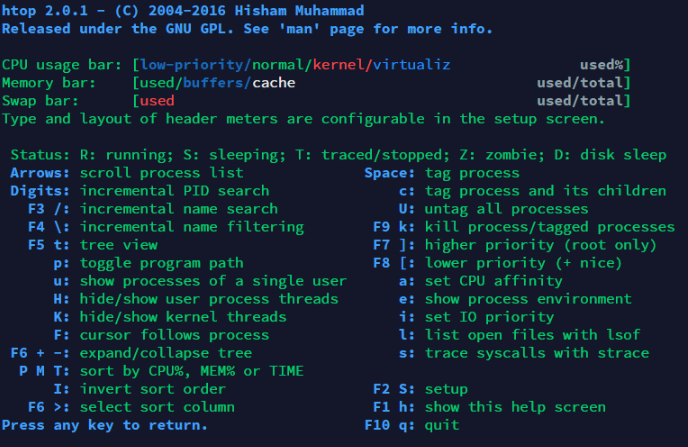 htop 2.0.1 - (C) 2004-2016 Hisham Muhammad
Released under the GNU GPL. See 'man' page for more info.

CPU usage bar: [low-priority/normal/kernel/virtualiz               used%]
Memory bar:    [used/buffers/cache                            used/total]
Swap bar:      [used                                          used/total]
Type and layout of header meters are configurable in the setup screen.

 Status: R: running; S: sleeping; T: traced/stopped; Z: zombie; D: disk sleep
 Arrows: scroll process list              Space: tag process
 Digits: incremental PID search               c: tag process and its children
   F3 /: incremental name search              U: untag all processes
   F4 \: incremental name filtering        F9 k: kill process/tagged processes
   F5 t: tree view                         F7 ]: higher priority (root only)
      p: toggle program path               F8 [: lower priority (+ nice)
      u: show processes of a single user      a: set CPU affinity
      H: hide/show user process threads       e: show process environment
      K: hide/show kernel threads             i: set IO priority
      F: cursor follows process               l: list open files with lsof
 F6 + -: expand/collapse tree                 s: trace syscalls with strace
  P M T: sort by CPU%, MEM% or TIME
      I: invert sort order                 F2 S: setup
   F6 >: select sort column                F1 h: show this help screen
Press any key to return.                  F10 q: quit